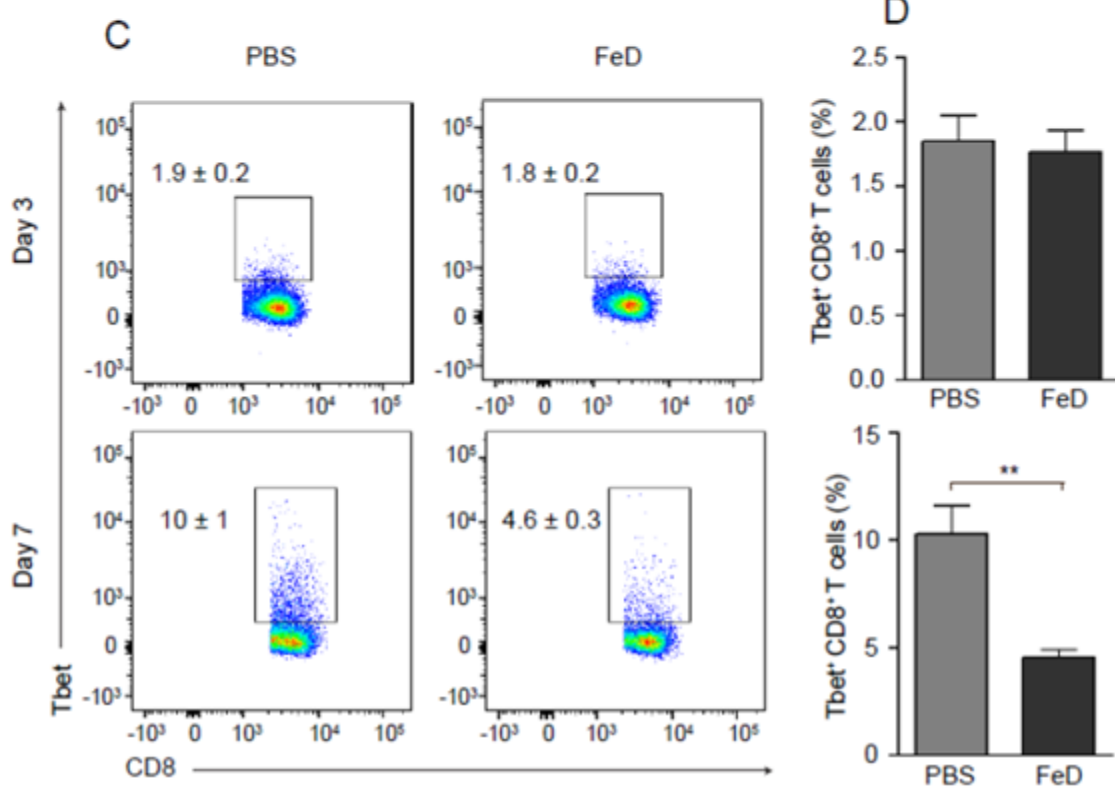 C
D
PBS
FeD
Day 3
10⁵
10⁴
10³
0
-10³
1.9 ± 0.2
-10³ 0 10³ 10⁴ 10⁵
10⁵
10⁴
10³
0
-10³
1.8 ± 0.2
-10³ 0 10³ 10⁴ 10⁵
Tbet⁺ CD8⁺ T cells (%)
2.5
2.0
1.5
1.0
0.5
0.0
PBS FeD
Day 7
10⁵
10⁴
10³
0
-10³
10 ± 1
-10³ 0 10³ 10⁴ 10⁵
10⁵
10⁴
10³
0
-10³
4.6 ± 0.3
-10³ 0 10³ 10⁴ 10⁵
Tbet⁺ CD8⁺ T cells (%)
15
10
5
0
**
PBS FeD
Tbet
CD8